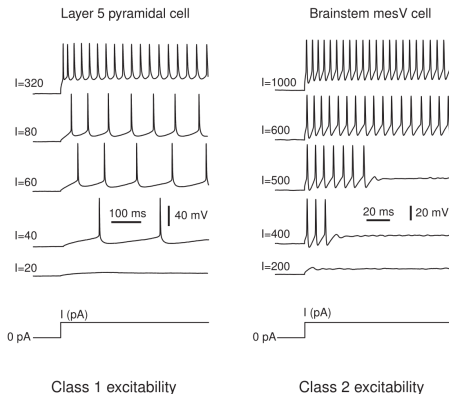 Layer 5 pyramidal cell
I=320
I=80
I=60
100 ms
40 mV
I=40
I=20
I (pA)
0 pA
Class 1 excitability
Brainstem mesV cell
I=1000
I=600
I=500
20 ms
20 mV
I=400
I=200
I (pA)
0 pA
Class 2 excitability